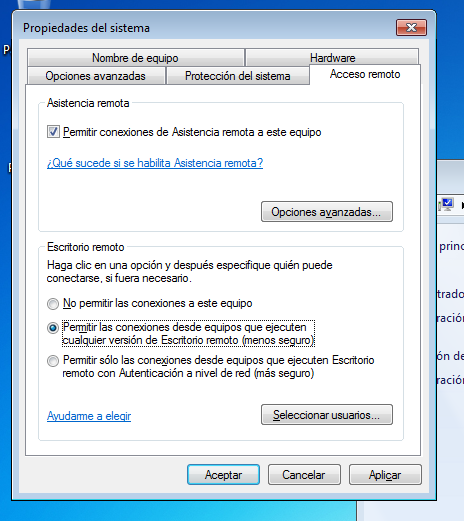 Propiedades del sistema
Nombre de equipo
Hardware
Opciones avanzadas
Protección del sistema
Acceso remoto
Asistencia remota
Permitir conexiones de Asistencia remota a este equipo
¿Qué sucede si se habilita Asistencia remota?
Opciones avanzadas...
Escritorio remoto
Haga clic en una opción y después especifique quién puede
conectarse, si fuera necesario.
No permitir las conexiones a este equipo
Permitir las conexiones desde equipos que ejecuten
cualquier versión de Escritorio remoto (menos seguro)
Permitir sólo las conexiones desde equipos que ejecuten Escritorio
remoto con Autenticación a nivel de red (más seguro)
Ayudarme a elegir
Seleccionar usuarios...
Aceptar
Cancelar
Aplicar
P
princ
trado
ración
ón de
ración